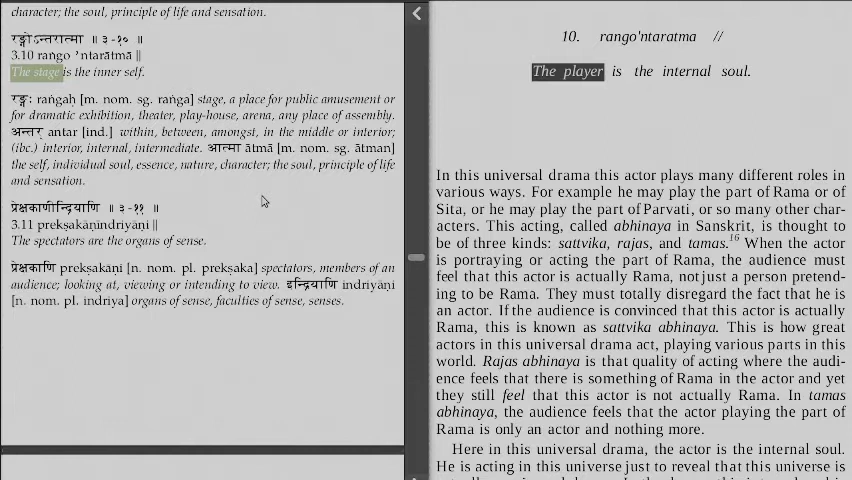 character; the soul, principle of life and sensation.
रङ्गोऽन्तरात्मा ॥ ३-१० ॥
3.10 raṅgo ʾntarātmā ||
The stage is the inner self.
रङ्गः raṅgaḥ [m. nom. sg. raṅga] stage, a place for public amusement or
for dramatic exhibition, theater, play-house, arena, any place of assembly.
अन्तर् antar [ind.] within, between, amongst, in the middle or interior;
(ibc.) interior, internal, intermediate. आत्मा ātmā [m. nom. sg. ātman]
the self, individual soul, essence, nature, character; the soul, principle of life
and sensation.
प्रेक्षकाणीन्द्रियाणि ॥ ३-११ ॥
3.11 prekṣakāṇīndriyāṇi ||
The spectators are the organs of sense.
प्रेक्षकाणि prekṣakāṇi [n. nom. pl. prekṣaka] spectators, members of an
audience; looking at, viewing or intending to view. इन्द्रियाणि indriyāṇi
[n. nom. pl. indriya] organs of sense, faculties of sense, senses.
10. rango'ntaratma //
The player is the internal soul.
In this universal drama this actor plays many different roles in
various ways. For example he may play the part of Rama or of
Sita, or he may play the part of Parvati, or so many other char-
acters. This acting, called abhinaya in Sanskrit, is thought to
be of three kinds: sattvika, rajas, and tamas.16 When the actor
is portraying or acting the part of Rama, the audience must
feel that this actor is actually Rama, not just a person pretend-
ing to be Rama. They must totally disregard the fact that he is
an actor. If the audience is convinced that this actor is actually
Rama, this is known as sattvika abhinaya. This is how great
actors in this universal drama act, playing various parts in this
world. Rajas abhinaya is that quality of acting where the audi-
ence feels that there is something of Rama in the actor and yet
they still feel that this actor is not actually Rama. In tamas
abhinaya, the audience feels that the actor playing the part of
Rama is only an actor and nothing more.
Here in this universal drama, the actor is the internal soul.
He is acting in this universe just to reveal that this universe is